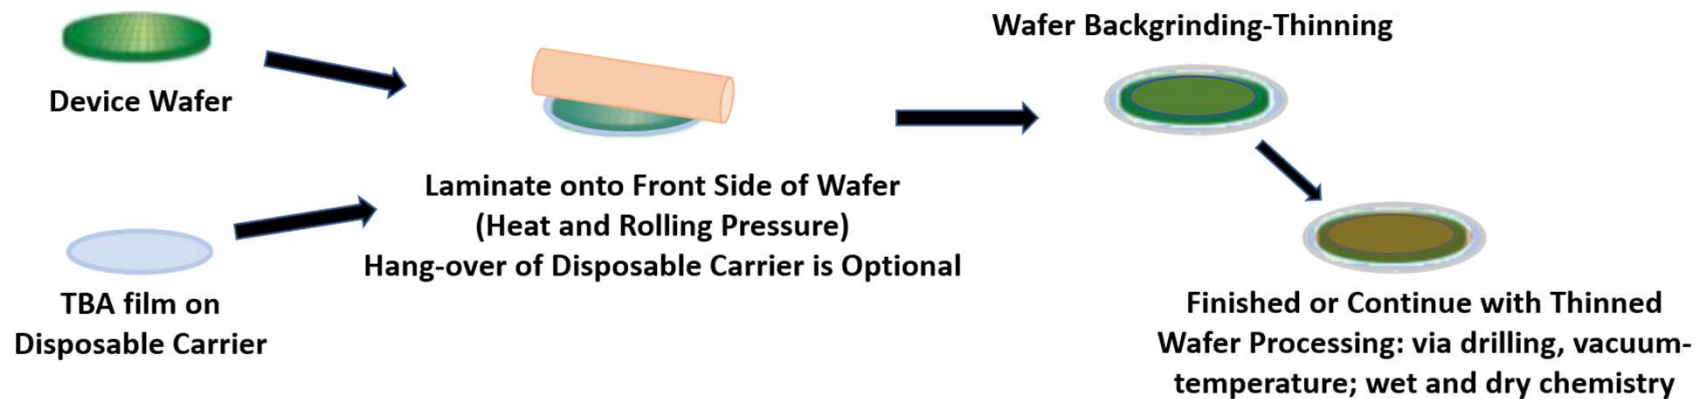 Device Wafer
TBA film on
Disposable Carrier
Laminate onto Front Side of Wafer
(Heat and Rolling Pressure)
Hang-over of Disposable Carrier is Optional
Wafer Backgrinding-Thinning
Finished or Continue with Thinned
Wafer Processing: via drilling, vacuum-
temperature; wet and dry chemistry